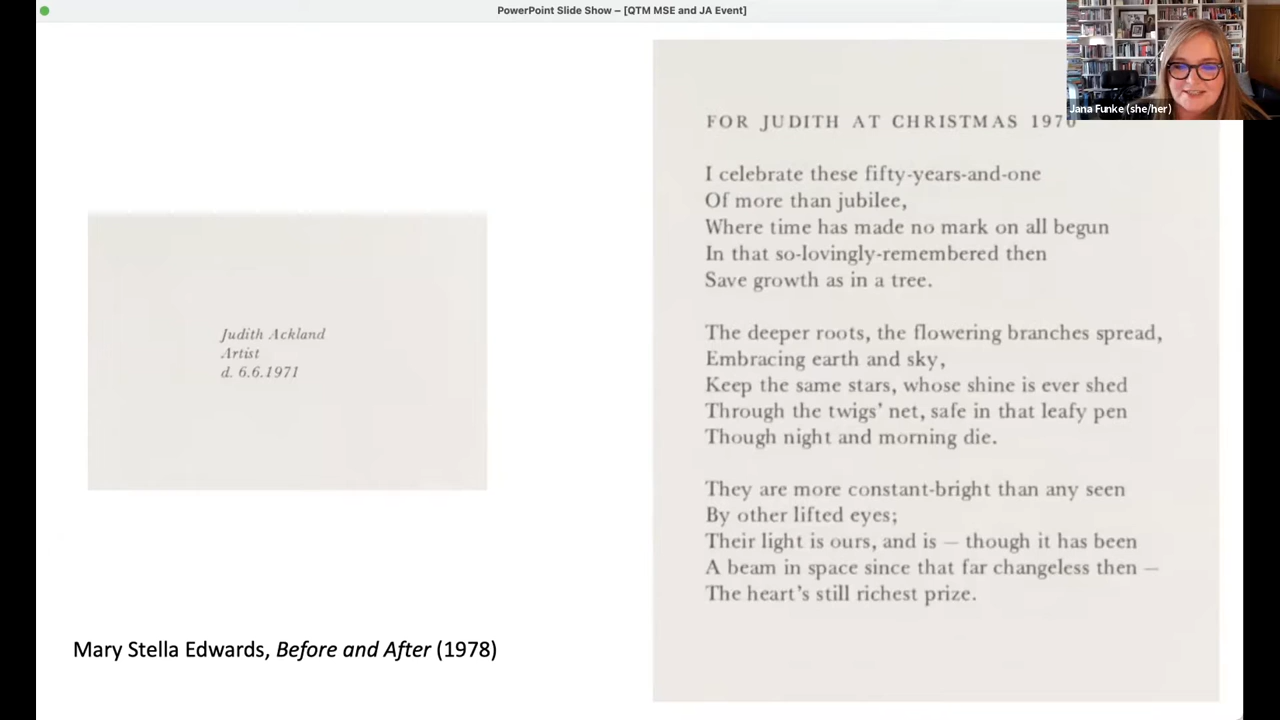 PowerPoint Slide Show – [QTM MSE and JA Event]
Jana Funke (she/her)
Judith Ackland
Artist
d. 6.6.1971
Mary Stella Edwards, Before and After (1978)
FOR JUDITH AT CHRISTMAS 1970
I celebrate these fifty-years-and-one
Of more than jubilee,
Where time has made no mark on all begun
In that so-lovingly-remembered then
Save growth as in a tree.
The deeper roots, the flowering branches spread,
Embracing earth and sky,
Keep the same stars, whose shine is ever shed
Through the twigs’ net, safe in that leafy pen
Though night and morning die.
They are more constant-bright than any seen
By other lifted eyes;
Their light is ours, and is — though it has been
A beam in space since that far changeless then —
The heart’s still richest prize.